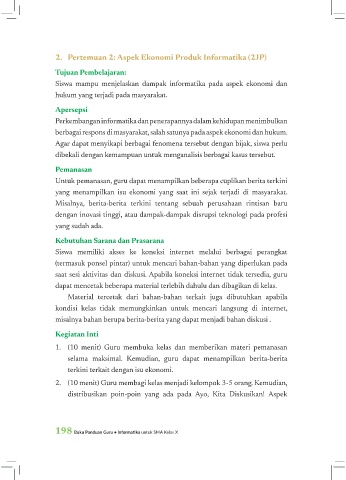 2. Pertemuan 2: Aspek Ekonomi Produk Informatika (2JP)
Tujuan Pembelajaran:
Siswa mampu menjelaskan dampak informatika pada aspek ekonomi dan
hukum yang terjadi pada masyarakat.
Apersepsi
Perkembangan informatika dan penerapannya dalam kehidupan menimbulkan
berbagai respons di masyarakat, salah satunya pada aspek ekonomi dan hukum.
Agar dapat menyikapi berbagai fenomena tersebut dengan bijak, siswa perlu
dibekali dengan kemampuan untuk menganalisis berbagai kasus tersebut.
Pemanasan
Untuk pemanasan, guru dapat menampilkan beberapa cuplikan berita terkini
yang menampilkan isu ekonomi yang saat ini sejak terjadi di masyarakat.
Misalnya, berita-berita terkini tentang sebuah perusahaan rintisan baru
dengan inovasi tinggi, atau dampak-dampak disrupsi teknologi pada profesi
yang sudah ada.
Kebutuhan Sarana dan Prasarana
Siswa memiliki akses ke koneksi internet melalui berbagai perangkat
(termasuk ponsel pintar) untuk mencari bahan-bahan yang diperlukan pada
saat sesi aktivitas dan diskusi. Apabila koneksi internet tidak tersedia, guru
dapat mencetak beberapa material terlebih dahulu dan dibagikan di kelas.
Material tercetak dari bahan-bahan terkait juga dibutuhkan apabila
kondisi kelas tidak memungkinkan untuk mencari langsung di internet,
misalnya bahan berupa berita-berita yang dapat menjadi bahan diskusi .
Kegiatan Inti
1. (10 menit) Guru membuka kelas dan memberikan materi pemanasan
selama maksimal. Kemudian, guru dapat menampilkan berita-berita
terkini terkait dengan isu ekonomi.
2. (10 menit) Guru membagi kelas menjadi kelompok 3-5 orang. Kemudian,
distribusikan poin-poin yang ada pada Ayo, Kita Diskusikan! Aspek
198 Buku Panduan Guru • Informatika untuk SMA Kelas X